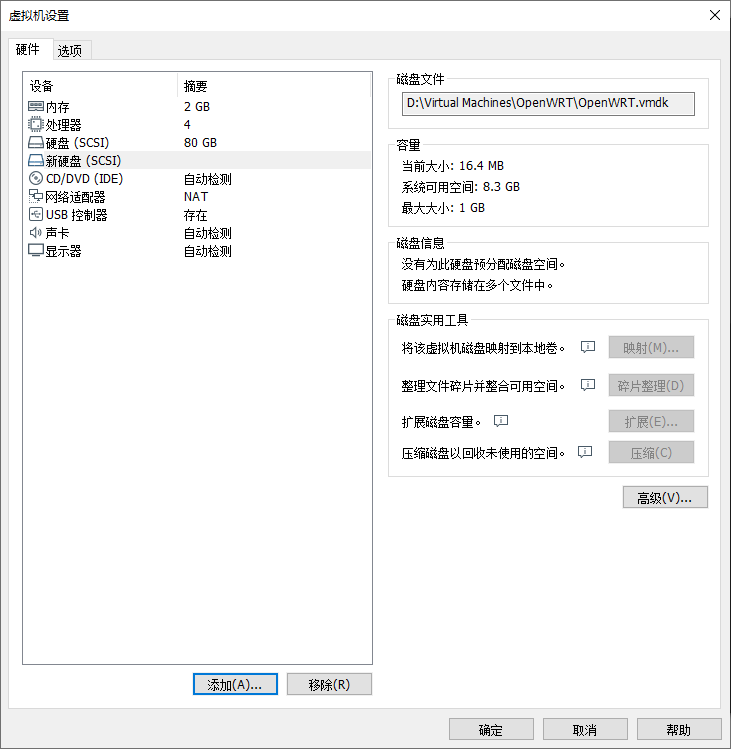 虚拟机设置
硬件 选项
设备 摘要
内存 2 GB
处理器 4
硬盘 (SCSI) 80 GB
新硬盘 (SCSI)
CD/DVD (IDE) 自动检测
网络适配器 NAT
USB 控制器 存在
声卡 自动检测
显示器 自动检测
添加(A)... 移除(R)
磁盘文件
D:\Virtual Machines\OpenWRT\OpenWRT.vmdk
容量
当前大小: 16.4 MB
系统可用空间: 8.3 GB
最大大小: 1 GB
磁盘信息
没有为此硬盘预分配磁盘空间。
硬盘内容存储在多个文件中。
磁盘实用工具
将该虚拟机磁盘映射到本地卷。 映射(M)...
整理文件碎片并整合可用空间。 碎片整理(D)
扩展磁盘容量。 扩展(E)...
压缩磁盘以回收未使用的空间。 压缩(C)
高级(V)...
确定 取消 帮助